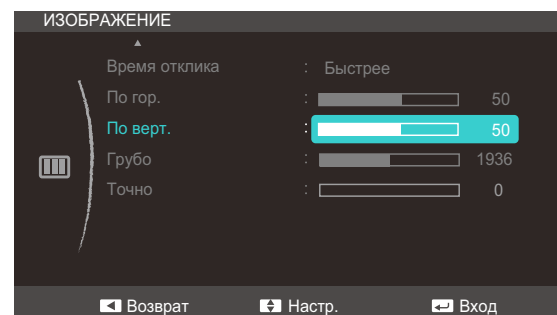 ИЗОБРАЖЕНИЕ
Время отклика : Быстрее
По гор. : 50
По верт. : 50
Грубо : 1936
Точно : 0
Возврат Настр. Вход